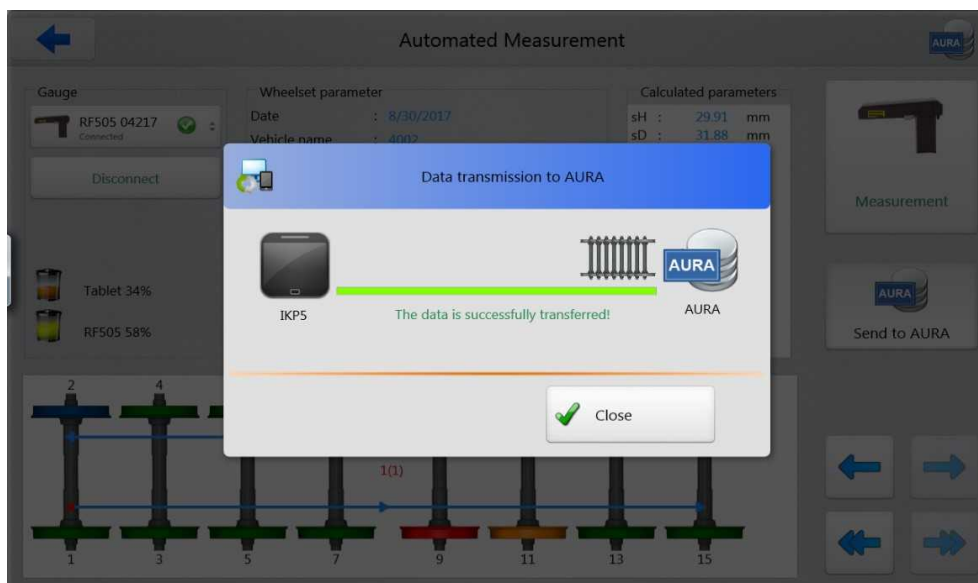 Automated Measurement
AURA
Gauge
RF505 04217
Connected
Disconnect
Tablet 34%
RF505 58%
Wheelset parameter
Date : 8/30/2017
Vehicle name : 4002
Calculated parameters
sH : 29.91 mm
sD : 31.88 mm
Measurement
AURA
Send to AURA
Data transmission to AURA
AURA
IKP5
The data is successfully transferred!
AURA
Close
2 4
1(1)
1 3 5 7 9 11 13 15